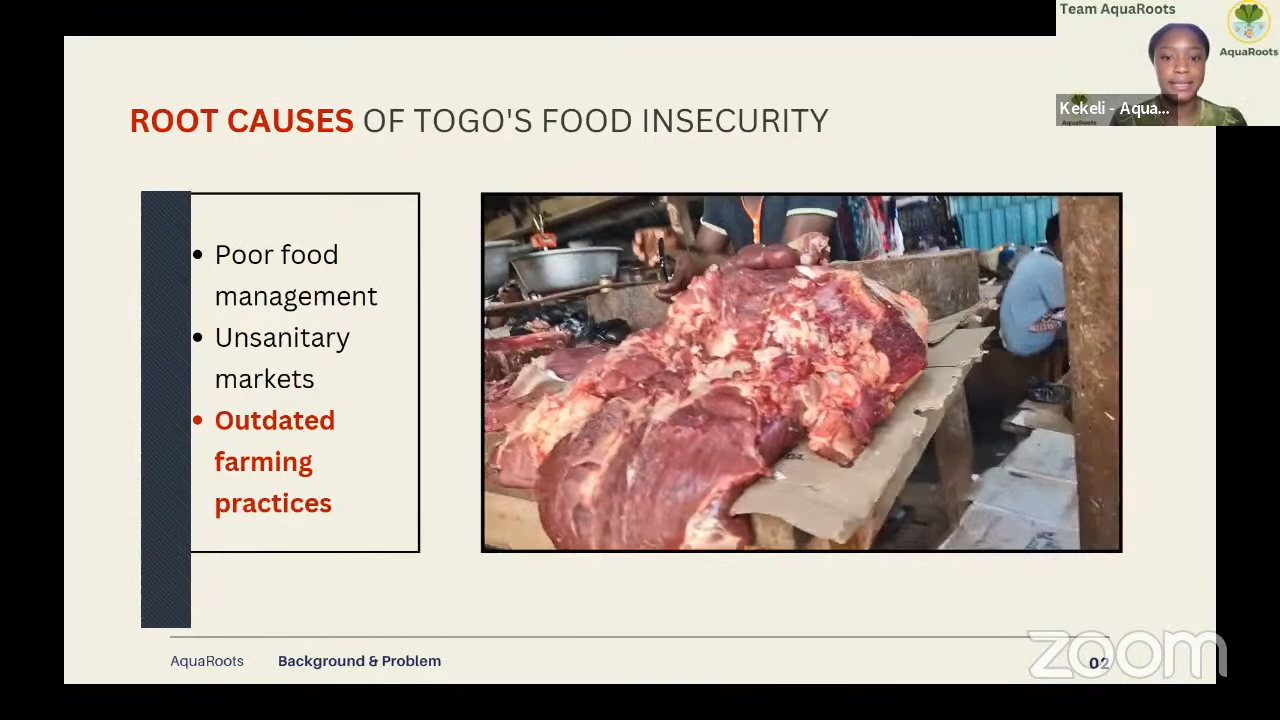 Team AquaRoots
AquaRoots
Kekeli - Aqua...
AquaRoots
ROOT CAUSES OF TOGO'S FOOD INSECURITY
• Poor food
management
• Unsanitary
markets
• Outdated
farming
practices
AquaRoots Background & Problem 02
zoom